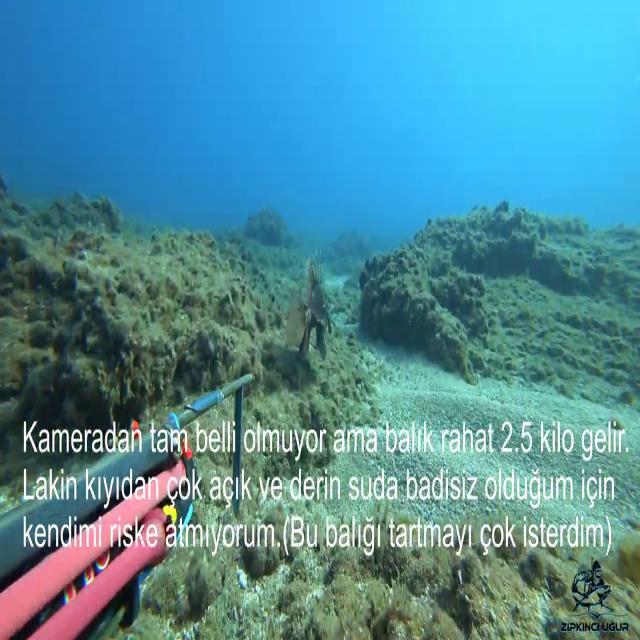 Kameradan tam belli olmuyor ama balık rahat 2.5 kilo gelir.
Lakin kıyıdan çok açık ve derin suda badisiz olduğum için
kendimi riske atmıyorum.(Bu balığı tartmayı çok isterdim)
ZIPKINCI UĞUR